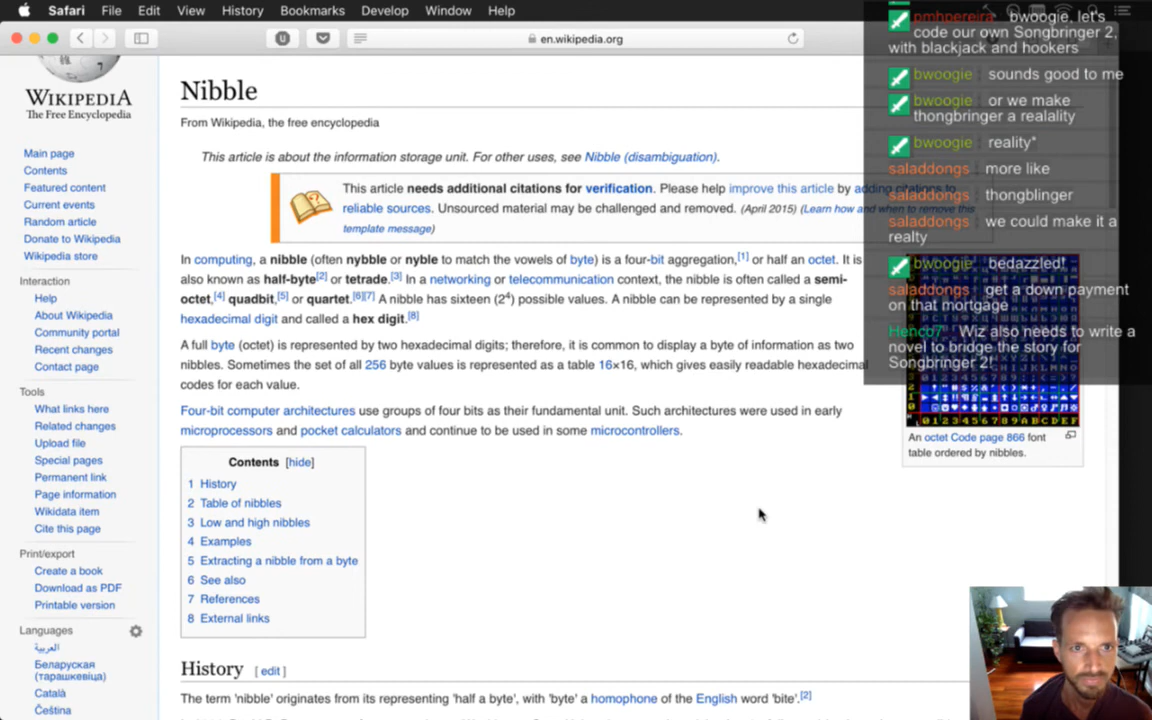 Safari File Edit View History Bookmarks Develop Window Help
en.wikipedia.org
WIKIPEDIA
The Free Encyclopedia
Main page
Contents
Featured content
Current events
Random article
Donate to Wikipedia
Wikipedia store
Interaction
Help
About Wikipedia
Community portal
Recent changes
Contact page
Tools
What links here
Related changes
Upload file
Special pages
Permanent link
Page information
Wikidata item
Cite this page
Print/export
Create a book
Download as PDF
Printable version
Languages
العربية
Беларуская
(тарашкевіца)
Català
Čeština
Nibble
From Wikipedia, the free encyclopedia
This article is about the information storage unit. For other uses, see Nibble (disambiguation).
This article needs additional citations for verification. Please help improve this article by adding citations to
reliable sources. Unsourced material may be challenged and removed. (April 2015) (Learn how and when to remove this
template message)
In computing, a nibble (often nybble or nyble to match the vowels of byte) is a four-bit aggregation,[1] or half an octet. It is
also known as half-byte[2] or tetrade.[3] In a networking or telecommunication context, the nibble is often called a semi-
octet,[4] quadbit,[5] or quartet.[6][7] A nibble has sixteen (2⁴) possible values. A nibble can be represented by a single
hexadecimal digit and called a hex digit.[8]
A full byte (octet) is represented by two hexadecimal digits; therefore, it is common to display a byte of information as two
nibbles. Sometimes the set of all 256 byte values is represented as a table 16×16, which gives easily readable hexadecimal
codes for each value.
Four-bit computer architectures use groups of four bits as their fundamental unit. Such architectures were used in early
microprocessors and pocket calculators and continue to be used in some microcontrollers.
Contents [hide]
1 History
2 Table of nibbles
3 Low and high nibbles
4 Examples
5 Extracting a nibble from a byte
6 See also
7 References
8 External links
History [edit]
The term 'nibble' originates from its representing 'half a byte', with 'byte' a homophone of the English word 'bite'.[2]
An octet Code page 866 font
table ordered by nibbles.
pmhpereira bwoogie, let's
code our own Songbringer 2,
with blackjack and hookers
bwoogie sounds good to me
bwoogie or we make
thongbringer a realality
bwoogie reality*
saladdongs more like
saladdongs thongblinger
saladdongs we could make it a
realty
bwoogie bedazzled!
saladdongs get a down payment
on that mortgage
Henco7 Wiz also needs to write a
novel to bridge the story for
Songbringer 2!